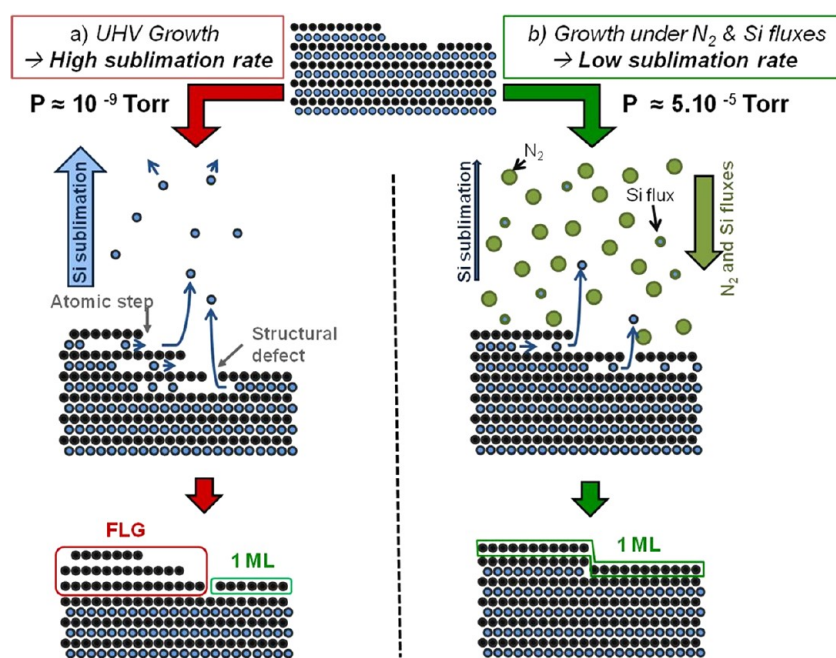 a) UHV Growth
→ High sublimation rate
b) Growth under N₂ & Si fluxes
→ Low sublimation rate
P ≈ 10 ⁻⁹ Torr
P ≈ 5.10 ⁻⁵ Torr
Si sublimation
Atomic step
Structural
defect
N₂
Si flux
Si sublimation
N₂ and Si fluxes
FLG
1 ML
1 ML